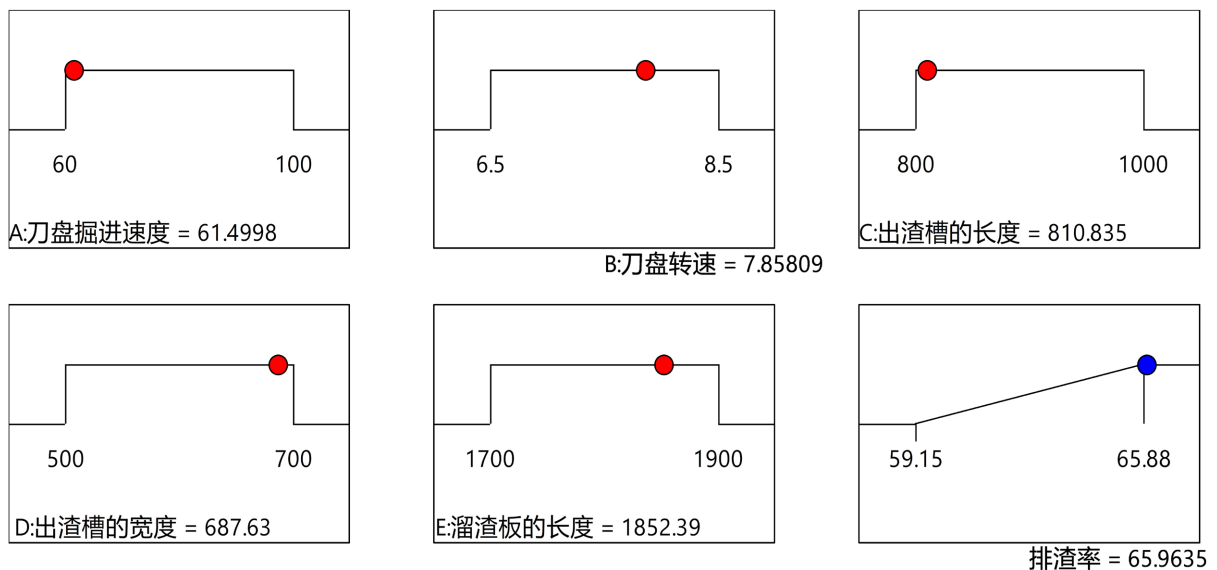 60 100
A:刀盘掘进速度 = 61.4998
6.5 8.5
B:刀盘转速 = 7.85809
800 1000
C:出渣槽的长度 = 810.835
500 700
D:出渣槽的宽度 = 687.63
1700 1900
E:溜渣板的长度 = 1852.39
59.15 65.88
排渣率 = 65.9635